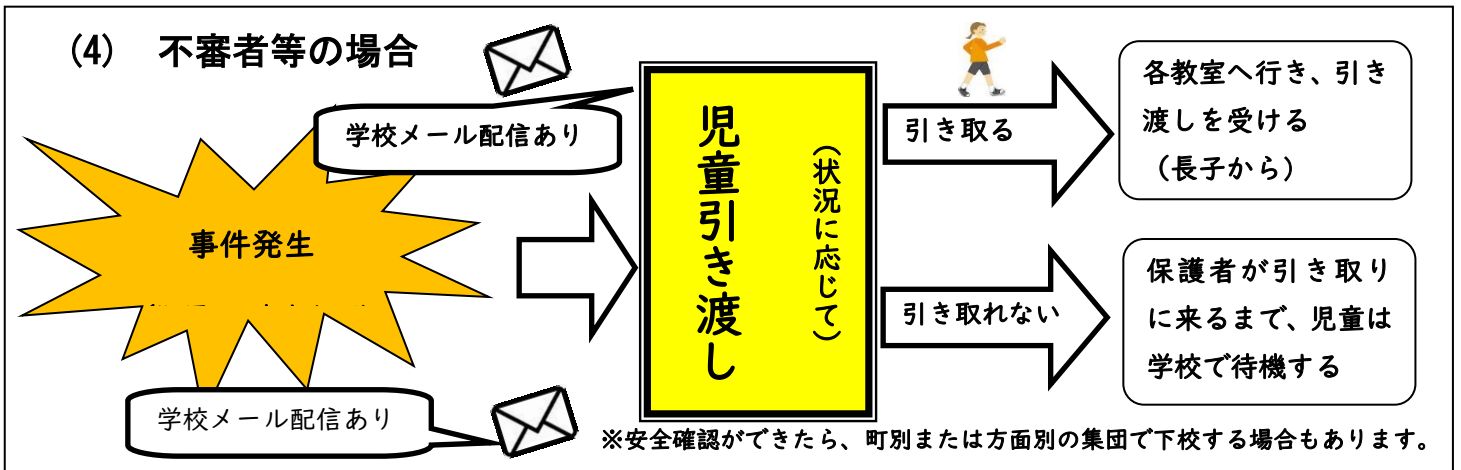 (4) 不審者等の場合
学校メール配信あり
事件発生
学校メール配信あり
児童引き渡し
（状況に応じて）
引き取る
各教室へ行き、引き
渡しを受ける
（長子から）
引き取れない
保護者が引き取り
に来るまで、児童は
学校で待機する
※安全確認ができたら、町別または方面別の集団で下校する場合もあります。